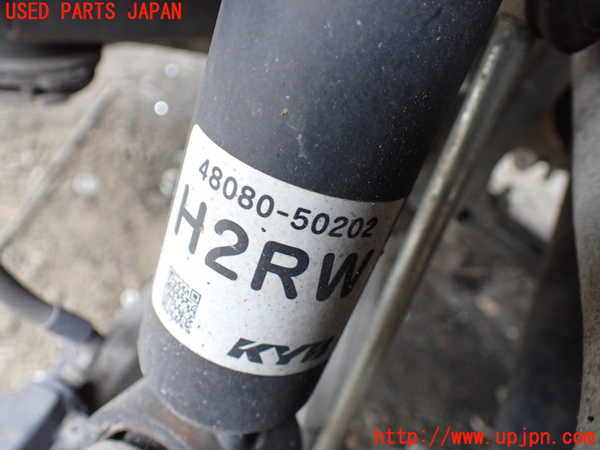 USED PARTS JAPAN
48080-50202
H2RW
KYB
http://www.upjpn.com/